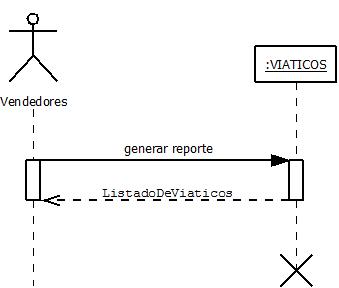 :VIATICOS
Vendedores
generar reporte
ListadoDeViaticos